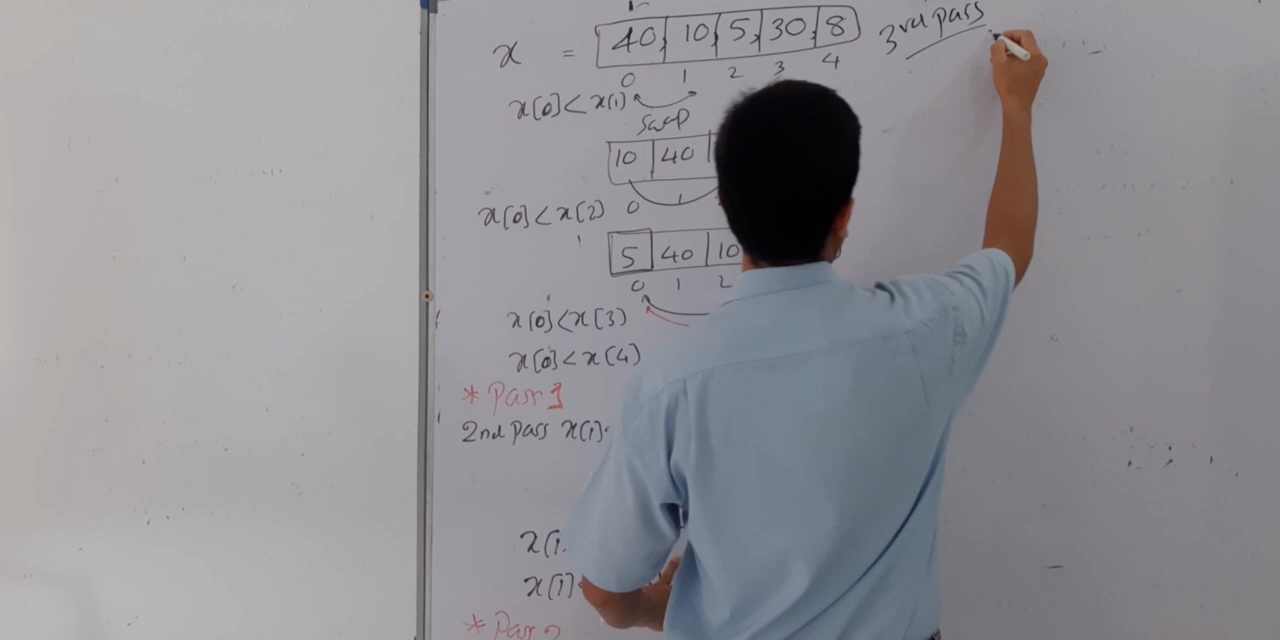 x = 40, 10, 5, 30, 8 3rd pass
0 1 2 3 4
x[0] < x[1]
Swap
10 40
x[0] < x[2] 0 1
5 40 10
0 1 2
x[0] < x[3]
x[0] < x[4]
* Pass 1
2nd pass x[1]
x[1
x[1]
* Pass 2